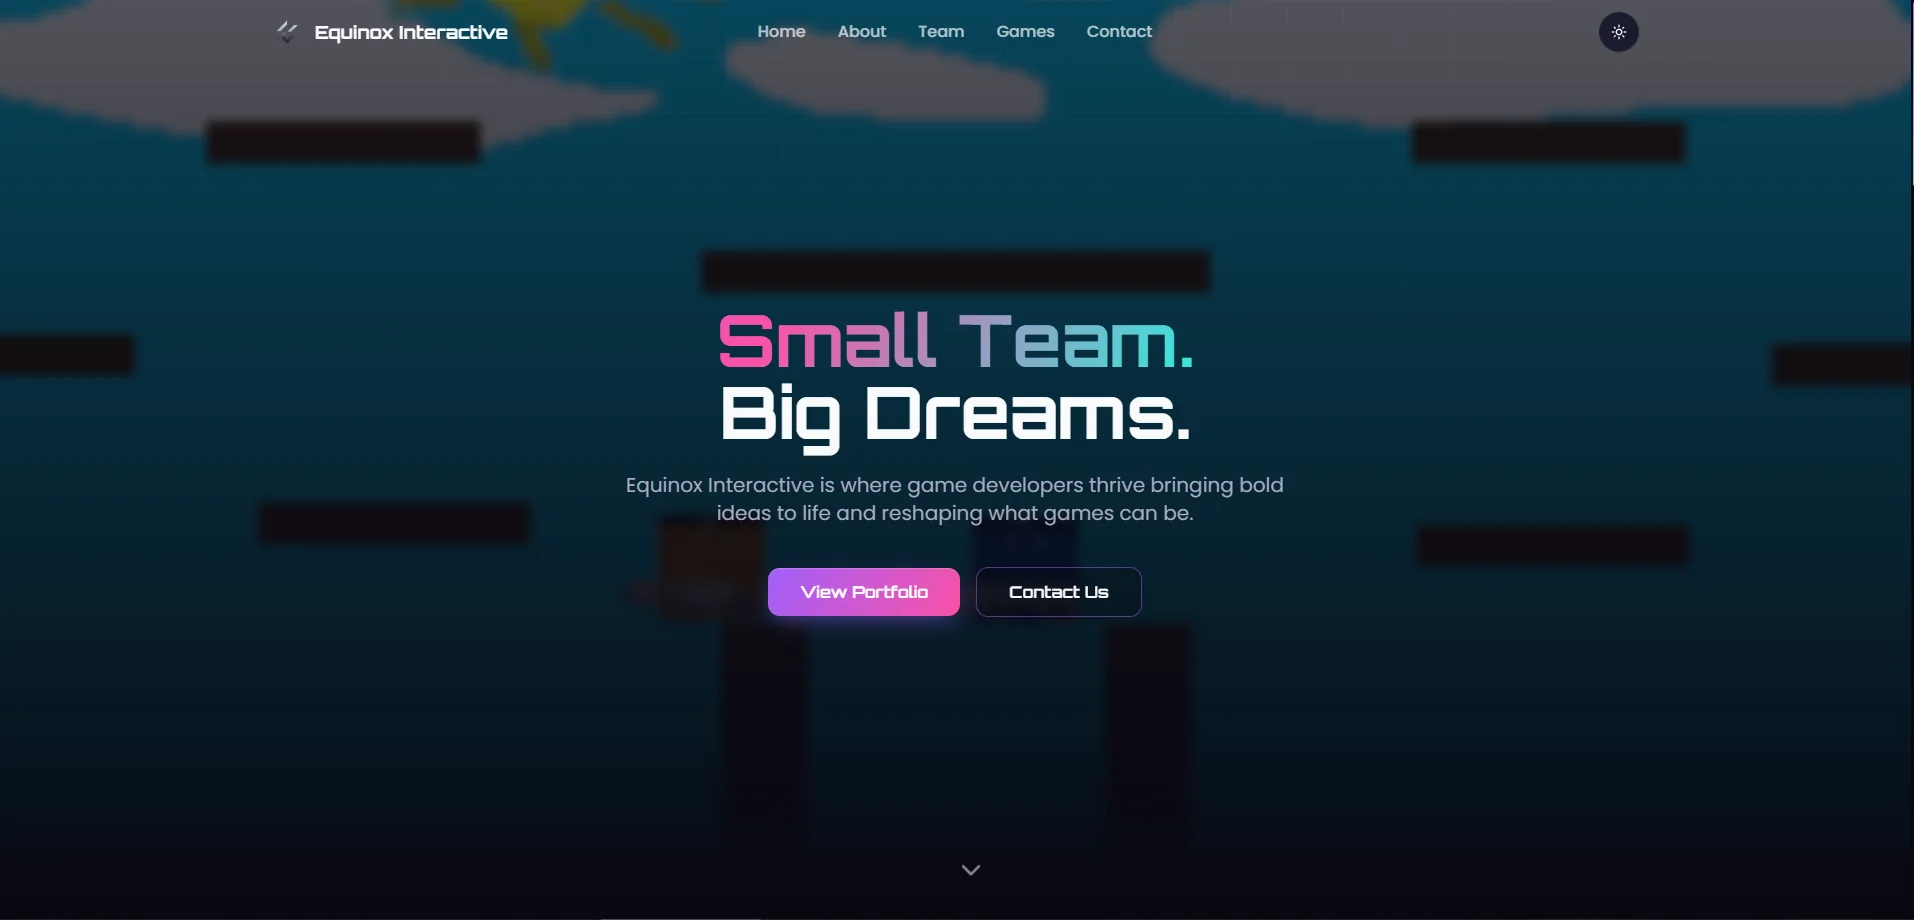 Equinox Interactive
Home About Team Games Contact
Small Team.
Big Dreams.
Equinox Interactive is where game developers thrive bringing bold
ideas to life and reshaping what games can be.
View Portfolio
Contact Us